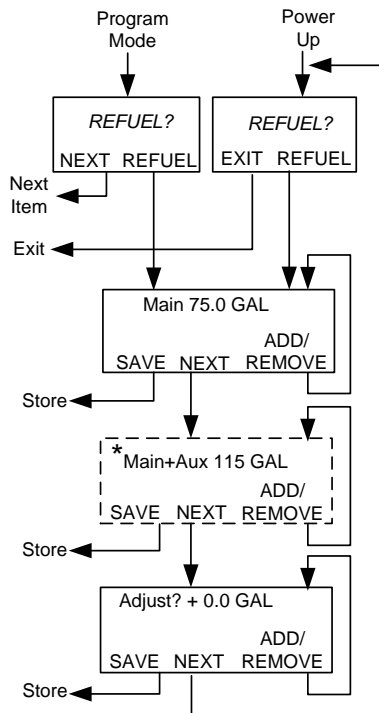 Program
Mode
Power
Up
REFUEL?
NEXT REFUEL
REFUEL?
EXIT REFUEL
Next
Item
Exit
Main 75.0 GAL
ADD/
SAVE NEXT REMOVE
Store
*Main+Aux 115 GAL
ADD/
SAVE NEXT REMOVE
Store
Adjust? + 0.0 GAL
ADD/
SAVE NEXT REMOVE
Store